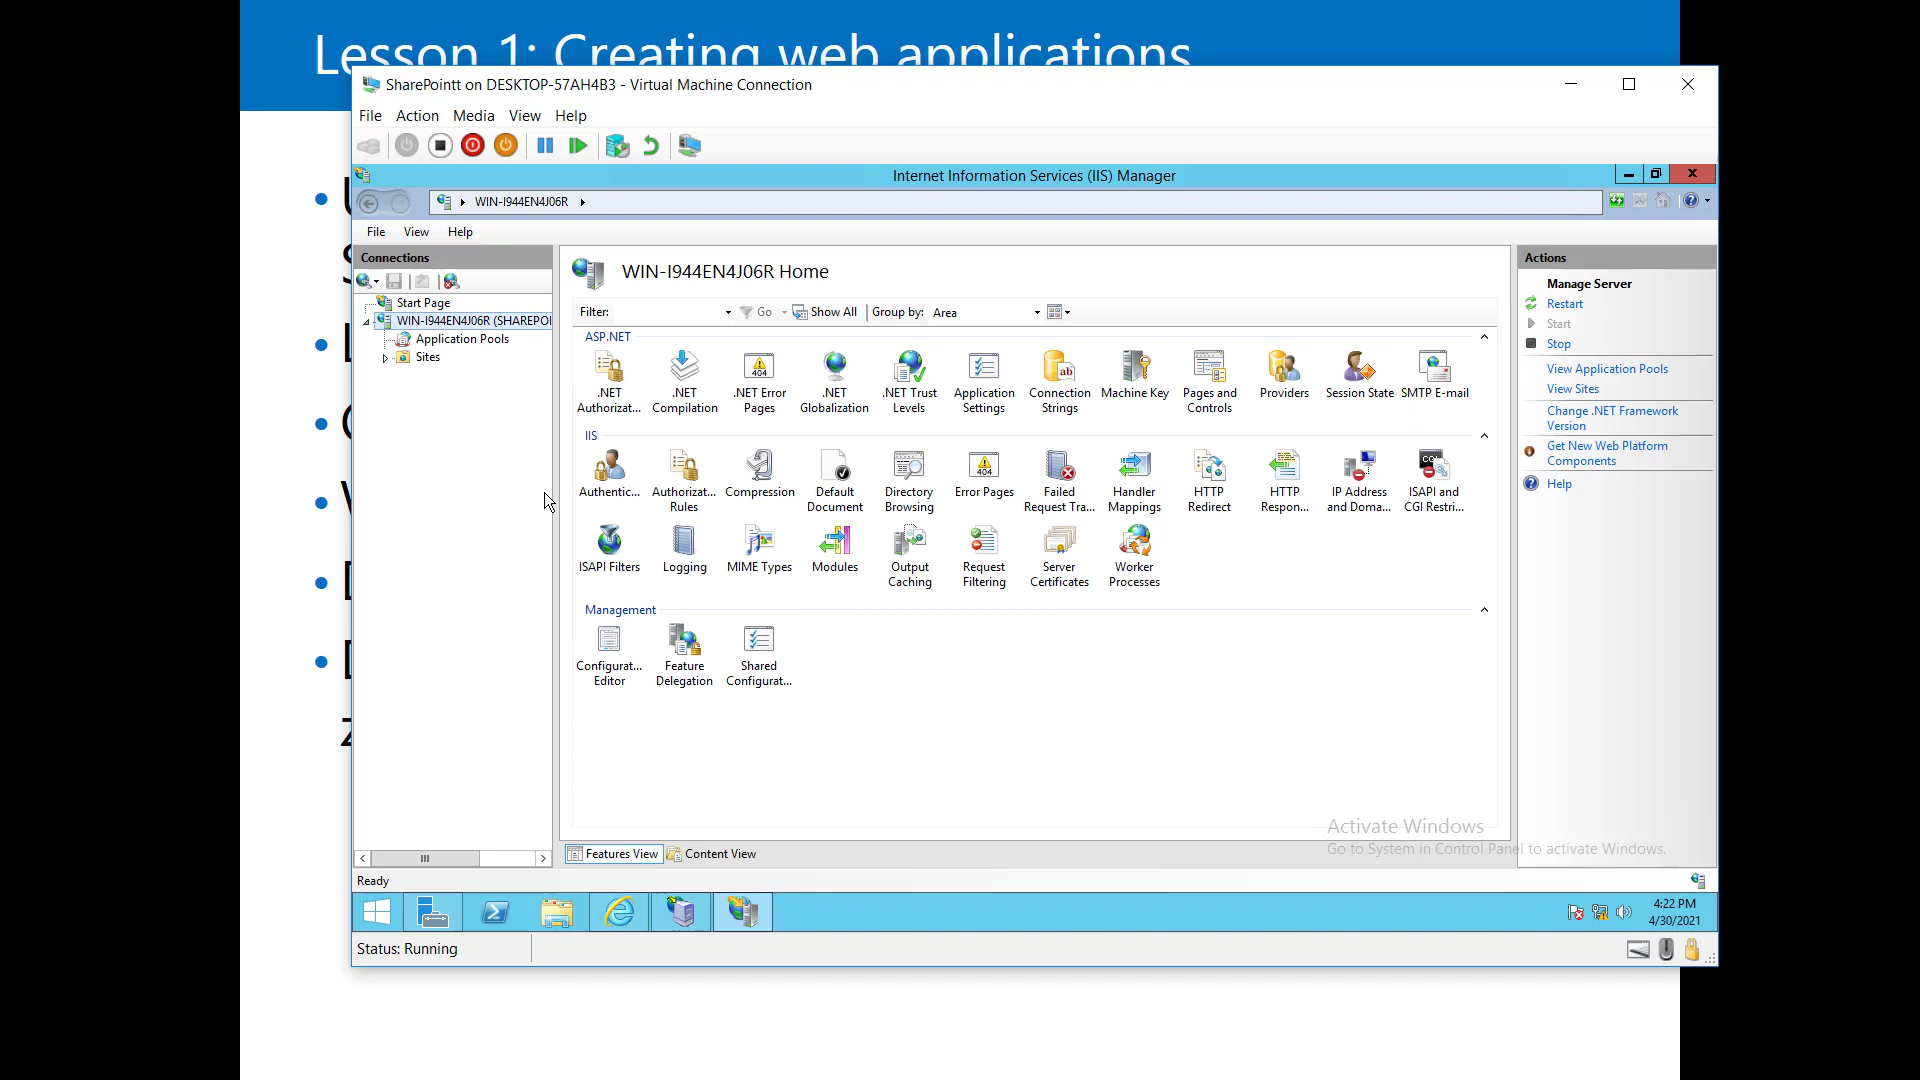 Lesson 1: Creating web applications
SharePointt on DESKTOP-57AH4B3 - Virtual Machine Connection
File Action Media View Help
Internet Information Services (IIS) Manager
WIN-I944EN4J06R
File View Help
Connections
Start Page
WIN-I944EN4J06R (SHAREPOI
Application Pools
Sites
WIN-I944EN4J06R Home
Filter: Go Show All Group by: Area
ASP.NET
.NET Authorizat...
.NET Compilation
.NET Error Pages
.NET Globalization
.NET Trust Levels
Application Settings
Connection Strings
Machine Key
Pages and Controls
Providers
Session State
SMTP E-mail
IIS
Authentic...
Authorizat... Rules
Compression
Default Document
Directory Browsing
Error Pages
Failed Request Tra...
Handler Mappings
HTTP Redirect
HTTP Respon...
IP Address and Doma...
ISAPI and CGI Restri...
ISAPI Filters
Logging
MIME Types
Modules
Output Caching
Request Filtering
Server Certificates
Worker Processes
Management
Configurat... Editor
Feature Delegation
Shared Configurat...
Features View Content View
Actions
Manage Server
Restart
Start
Stop
View Application Pools
View Sites
Change .NET Framework
Version
Get New Web Platform
Components
Help
Activate Windows
Go to System in Control Panel to activate Windows.
Ready
4:22 PM
4/30/2021
Status: Running